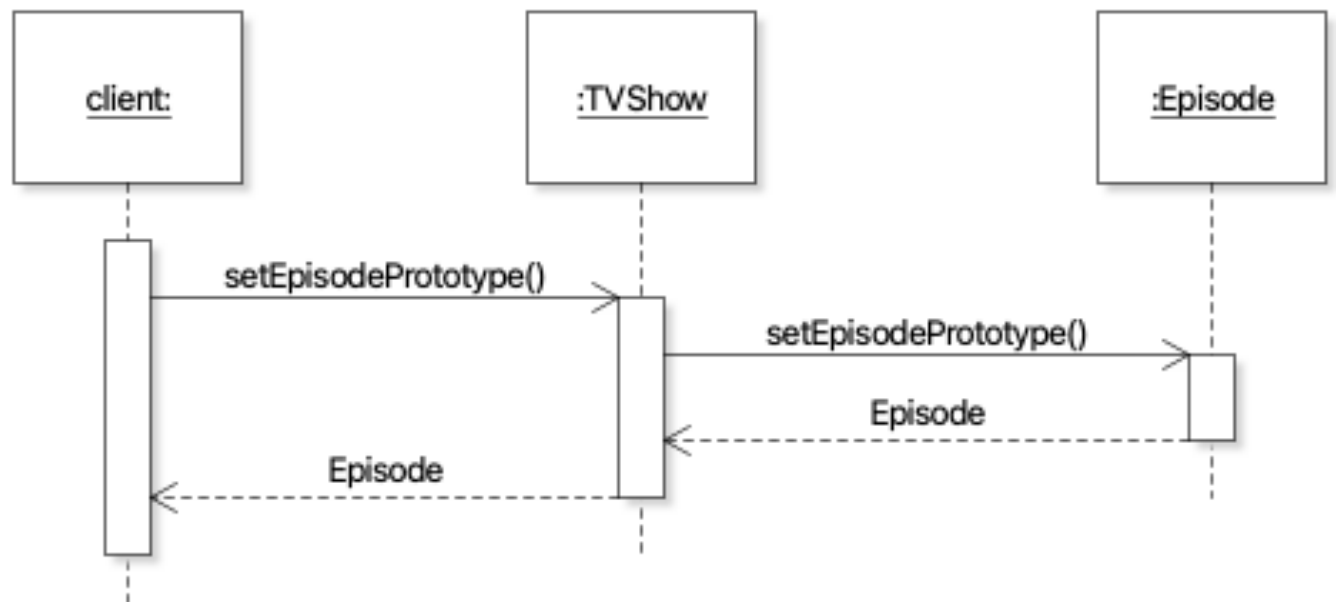 client:
:TVShow
:Episode
setEpisodePrototype()
setEpisodePrototype()
Episode
Episode